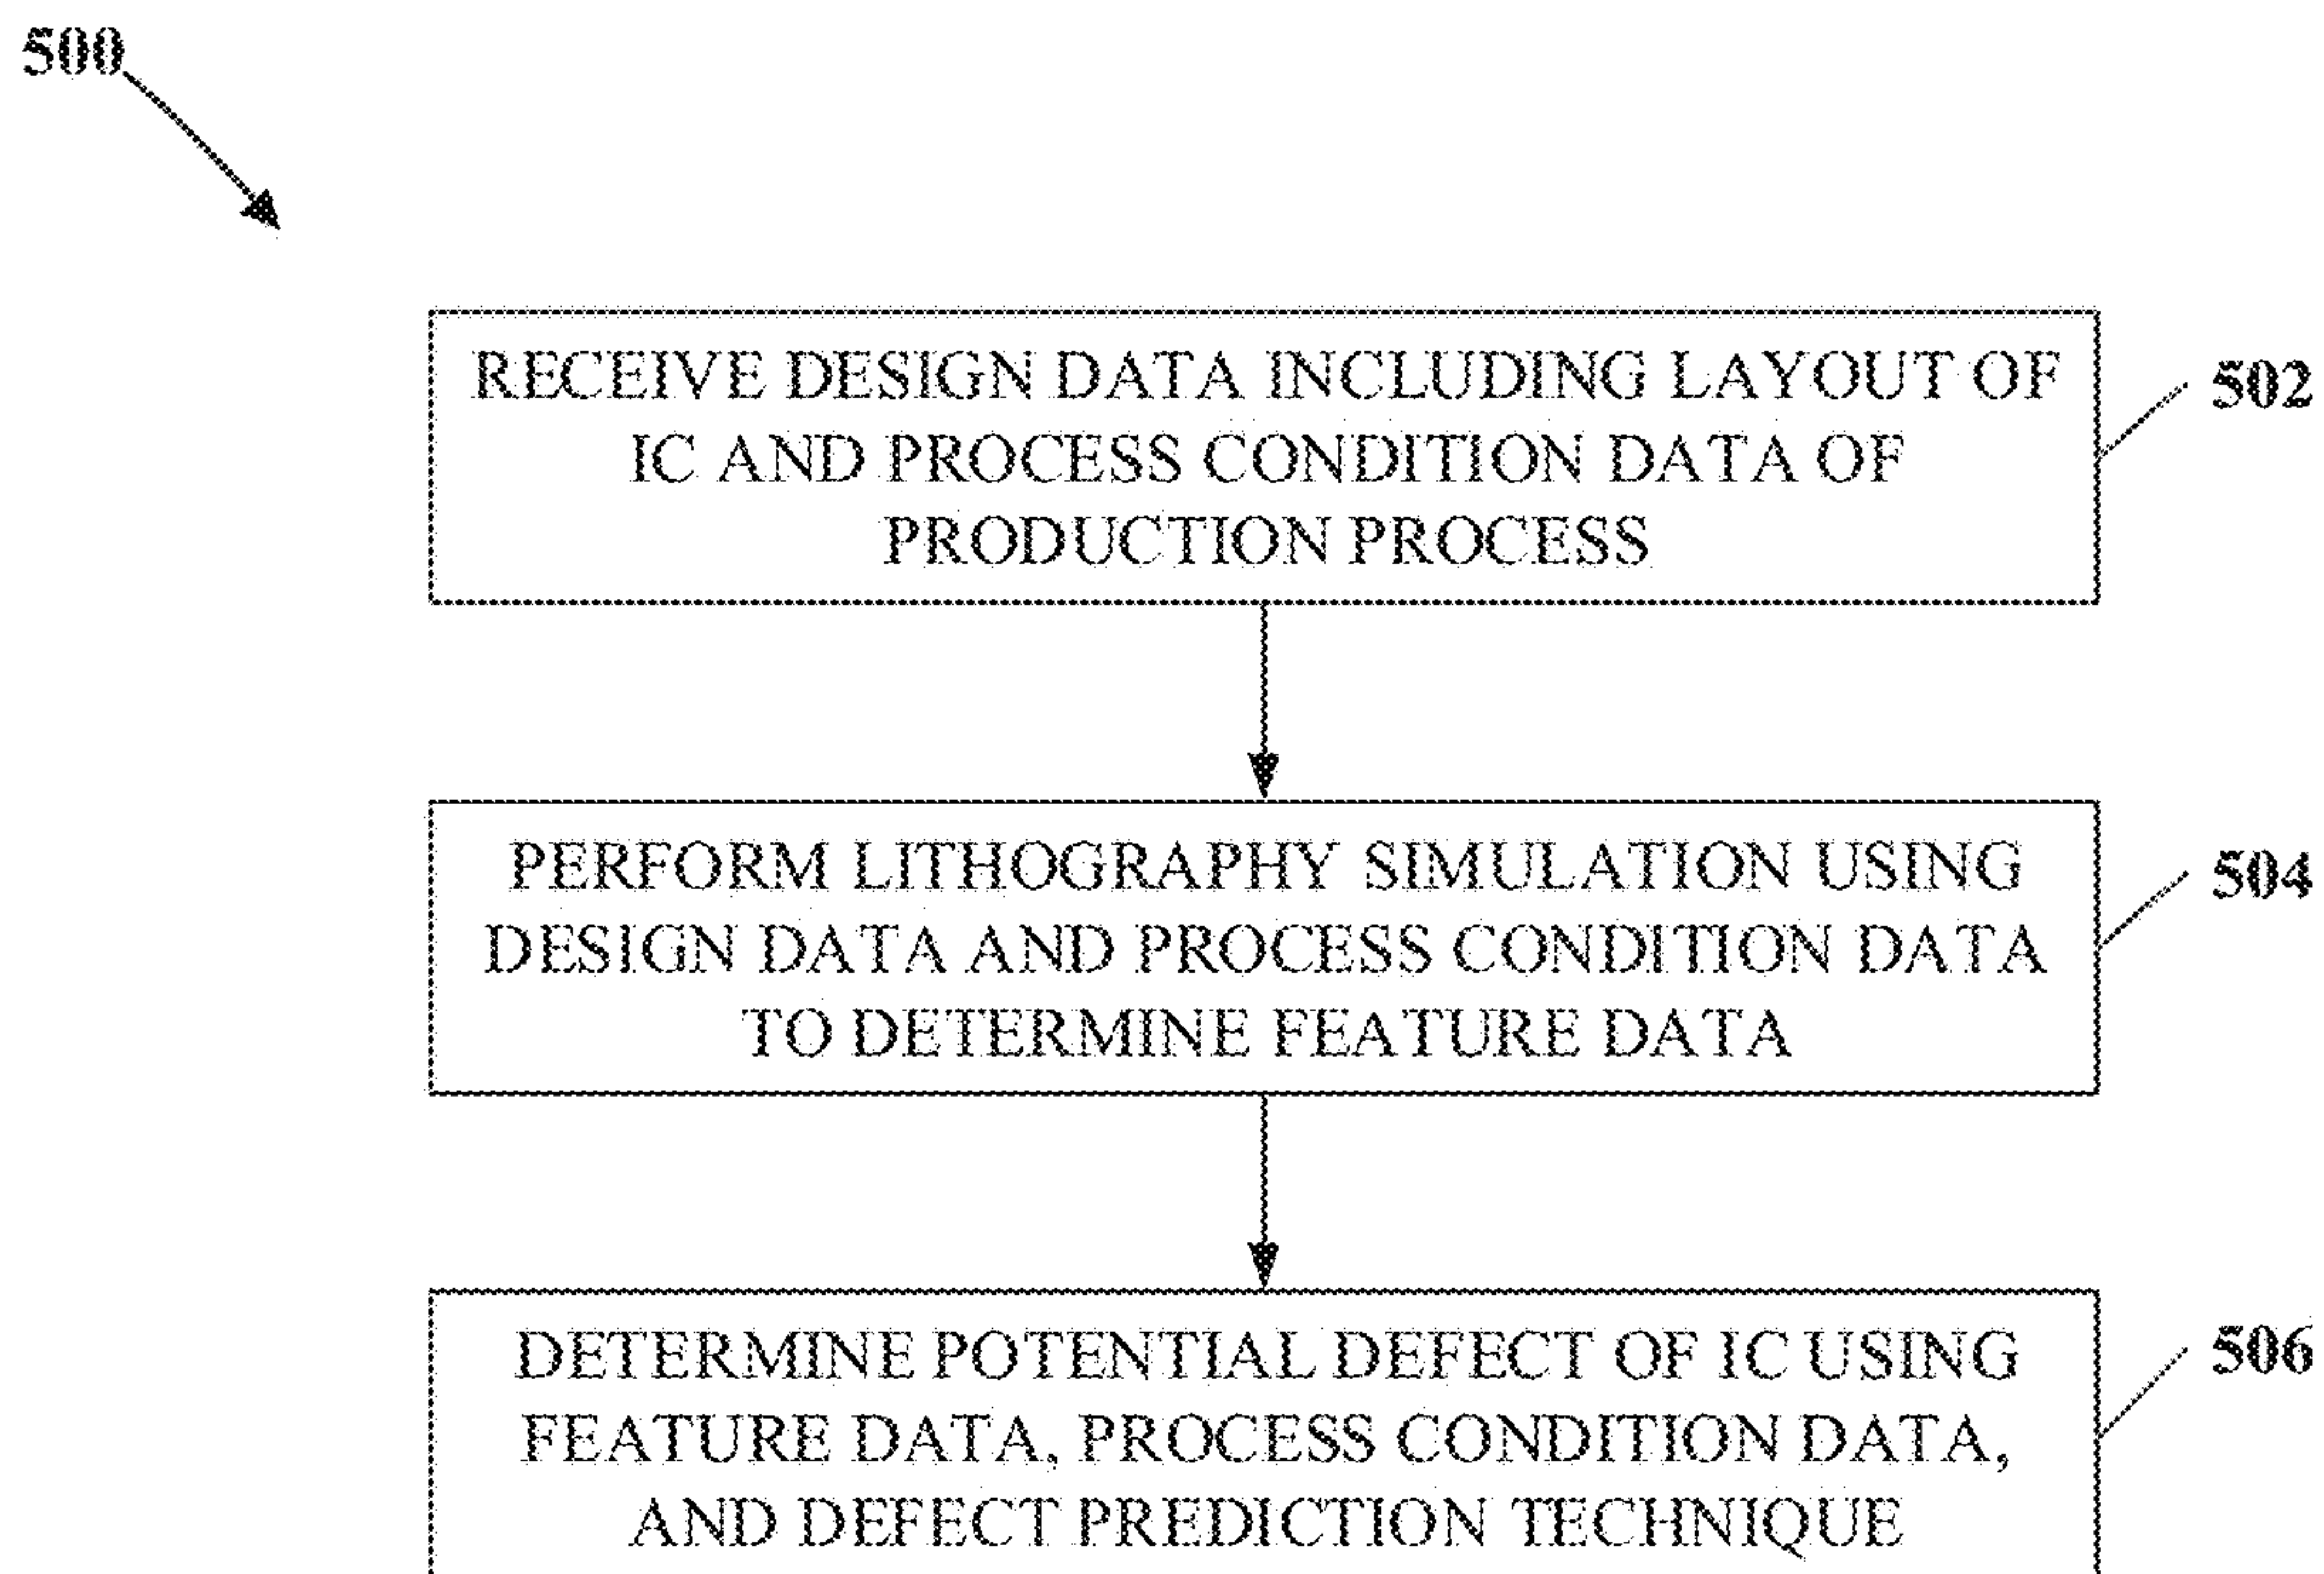 500
RECEIVE DESIGN DATA INCLUDING LAYOUT OF
IC AND PROCESS CONDITION DATA OF
PRODUCTION PROCESS
502
PERFORM LITHOGRAPHY SIMULATION USING
DESIGN DATA AND PROCESS CONDITION DATA
TO DETERMINE FEATURE DATA
504
DETERMINE POTENTIAL DEFECT OF IC USING
FEATURE DATA, PROCESS CONDITION DATA,
AND DEFECT PREDICTION TECHNIQUE
506